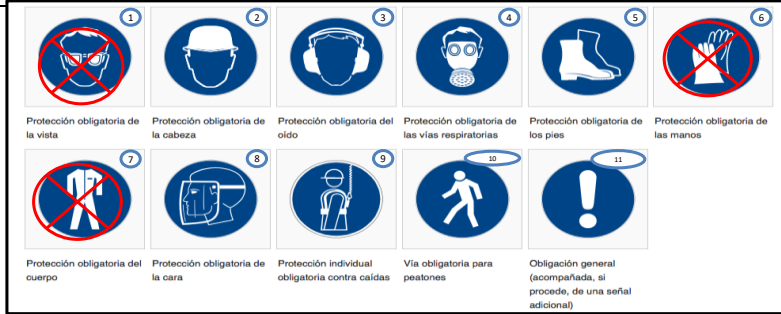 1
2
3
4
5
6
Protección obligatoria de
la vista
Protección obligatoria de
la cabeza
Protección obligatoria del
oído
Protección obligatoria de
las vías respiratorias
Protección obligatoria de
los pies
Protección obligatoria de
las manos
7
8
9
10
11
Protección obligatoria del
cuerpo
Protección obligatoria de
la cara
Protección individual
obligatoria contra caídas
Vía obligatoria para
peatones
Obligación general
(acompañada, si
procede, de una señal
adicional)